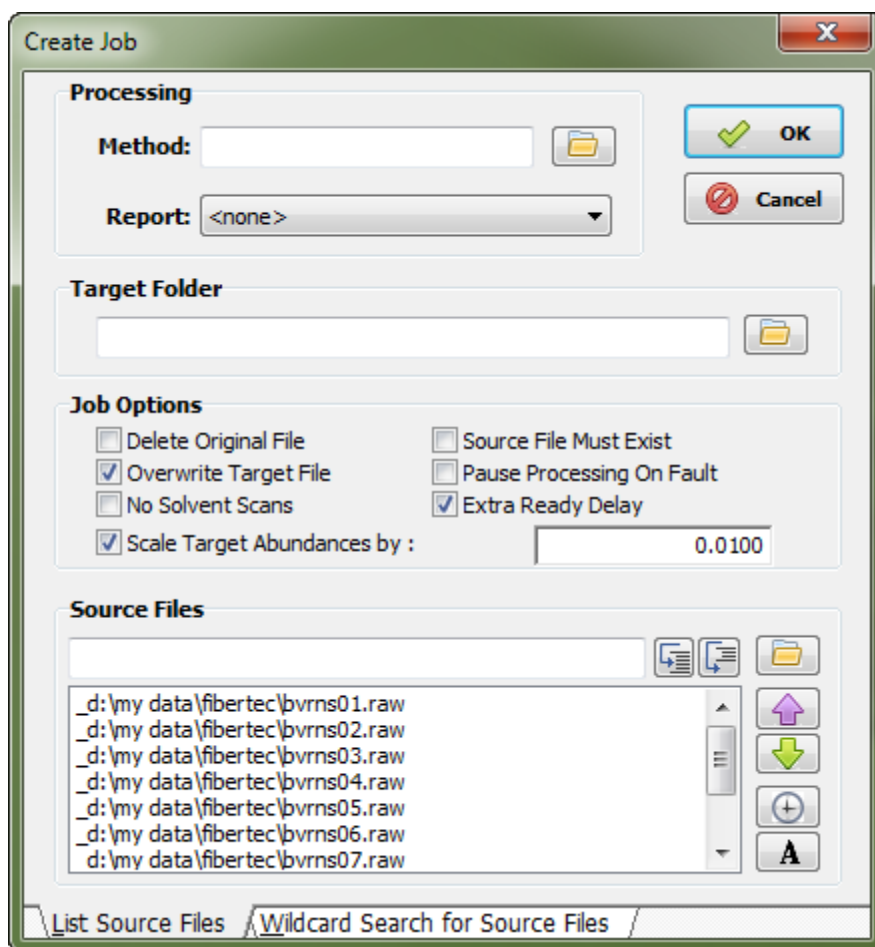 Create Job
Processing
Method:
OK
Report: <none>
Cancel
Target Folder
Job Options
Delete Original File
Source File Must Exist
Overwrite Target File
Pause Processing On Fault
No Solvent Scans
Extra Ready Delay
Scale Target Abundances by :
0.0100
Source Files
_d:\my data\fibertec\bvrns01.raw
_d:\my data\fibertec\bvrns02.raw
_d:\my data\fibertec\bvrns03.raw
_d:\my data\fibertec\bvrns04.raw
_d:\my data\fibertec\bvrns05.raw
_d:\my data\fibertec\bvrns06.raw
d:\my data\fibertec\bvrns07.raw
A
List Source Files
Wildcard Search for Source Files